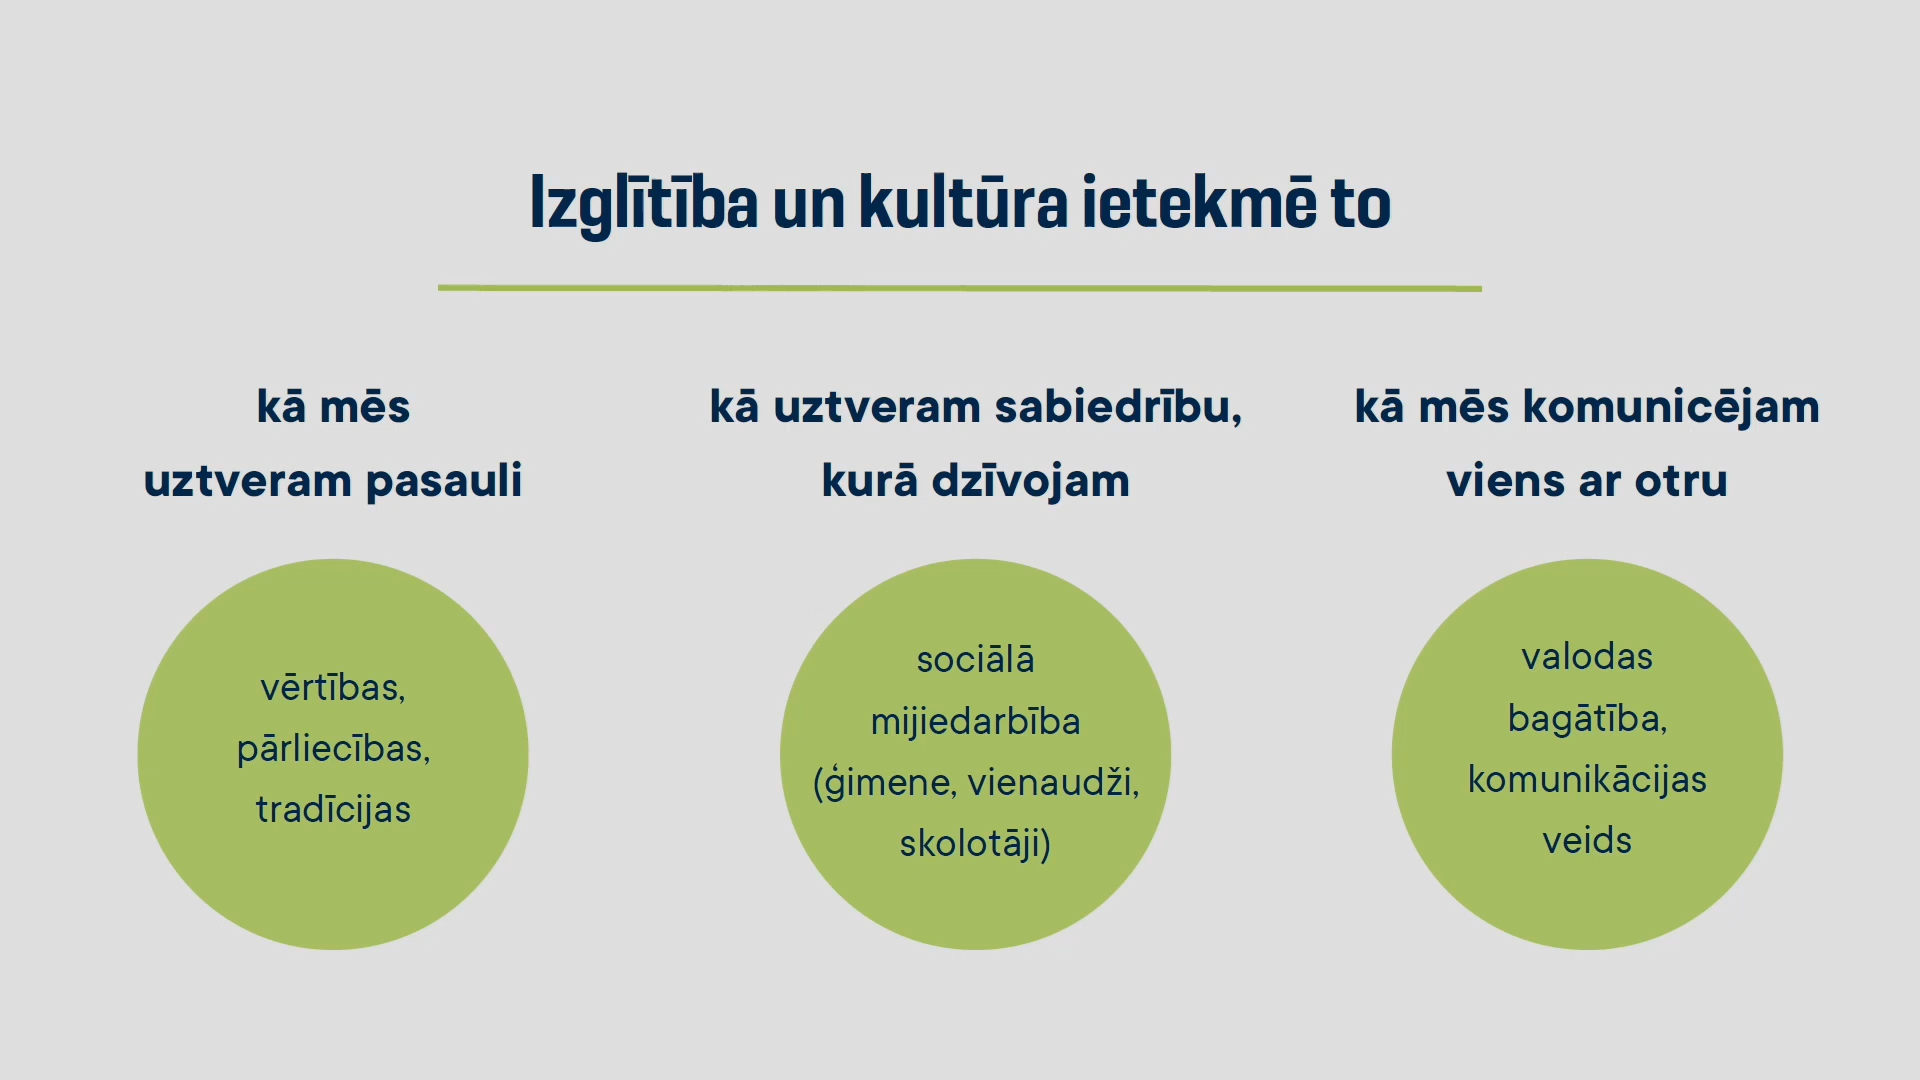 Izglītība un kultūra ietekmē to
kā mēs
uztveram pasauli
vērtības,
pārliecības,
tradīcijas
kā uztveram sabiedrību,
kurā dzīvojam
sociālā
mijiedarbība
(ģimene, vienaudži,
skolotāji)
kā mēs komunicējam
viens ar otru
valodas
bagātība,
komunikācijas
veids